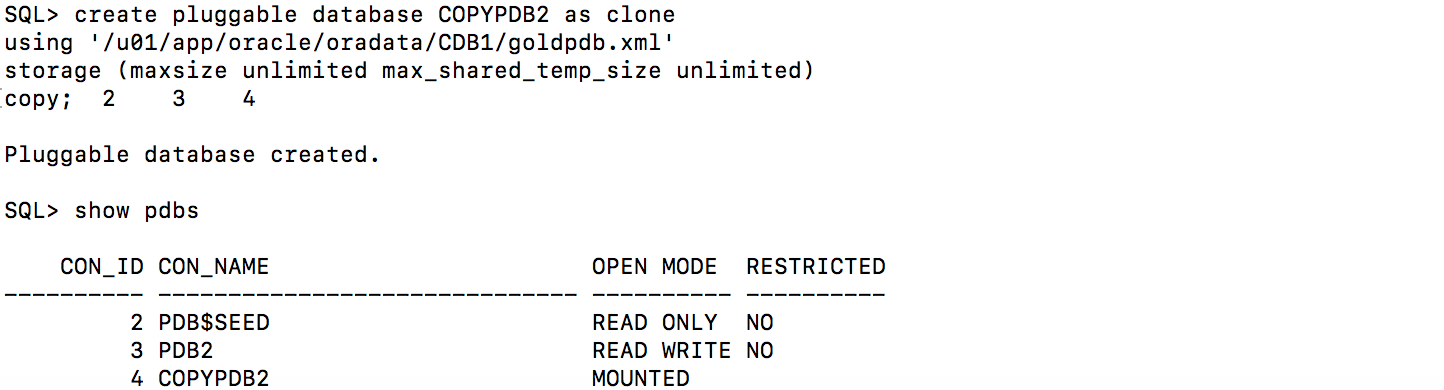 SQL> create pluggable database COPYPDB2 as clone
using '/u01/app/oracle/oradata/CDB1/goldpdb.xml'
storage (maxsize unlimited max_shared_temp_size unlimited)
copy;  2    3    4
Pluggable database created.
SQL> show pdbs
    CON_ID CON_NAME                       OPEN MODE  RESTRICTED
---------- ------------------------------ ---------- ----------
         2 PDB$SEED                       READ ONLY  NO
         3 PDB2                           READ WRITE NO
         4 COPYPDB2                       MOUNTED